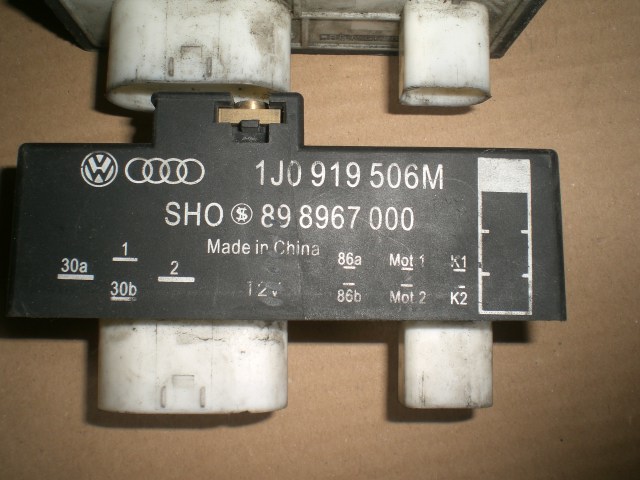 1J0 919 506M
SHO 89 8967 000
Made in China
30a 1 2 86a Mot 1 K1
30b 12V 86b Mot 2 K2